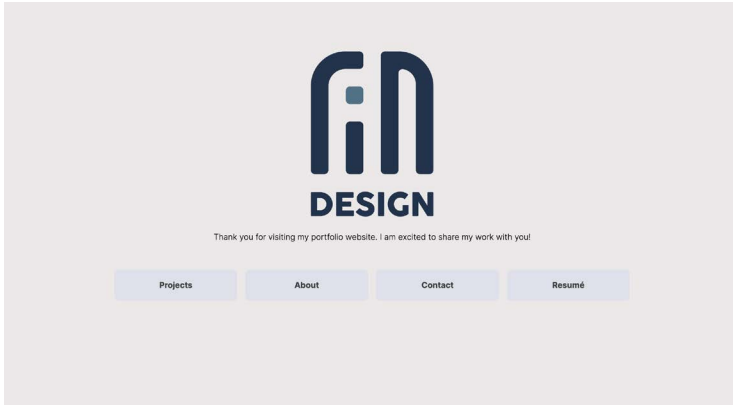 fin
DESIGN
Thank you for visiting my portfolio website. I am excited to share my work with you!
Projects
About
Contact
Resumé